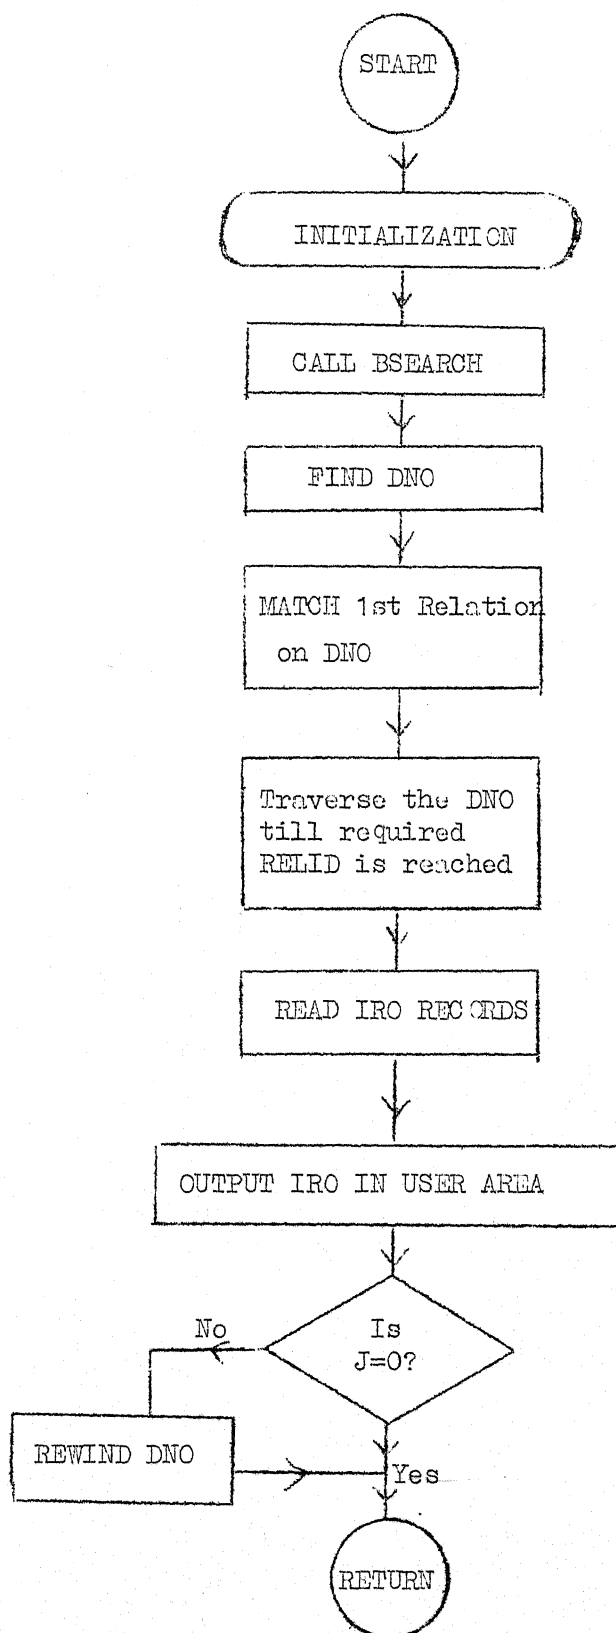 START
INITIALIZATION
CALL BSEARCH
FIND DNO
MATCH 1st Relation
on DNO
Traverse the DNO
till required
RELID is reached
READ IRO RECORDS
OUTPUT IRO IN USER AREA
Is
J=0?
No
REWIND DNO
Yes
RETURN